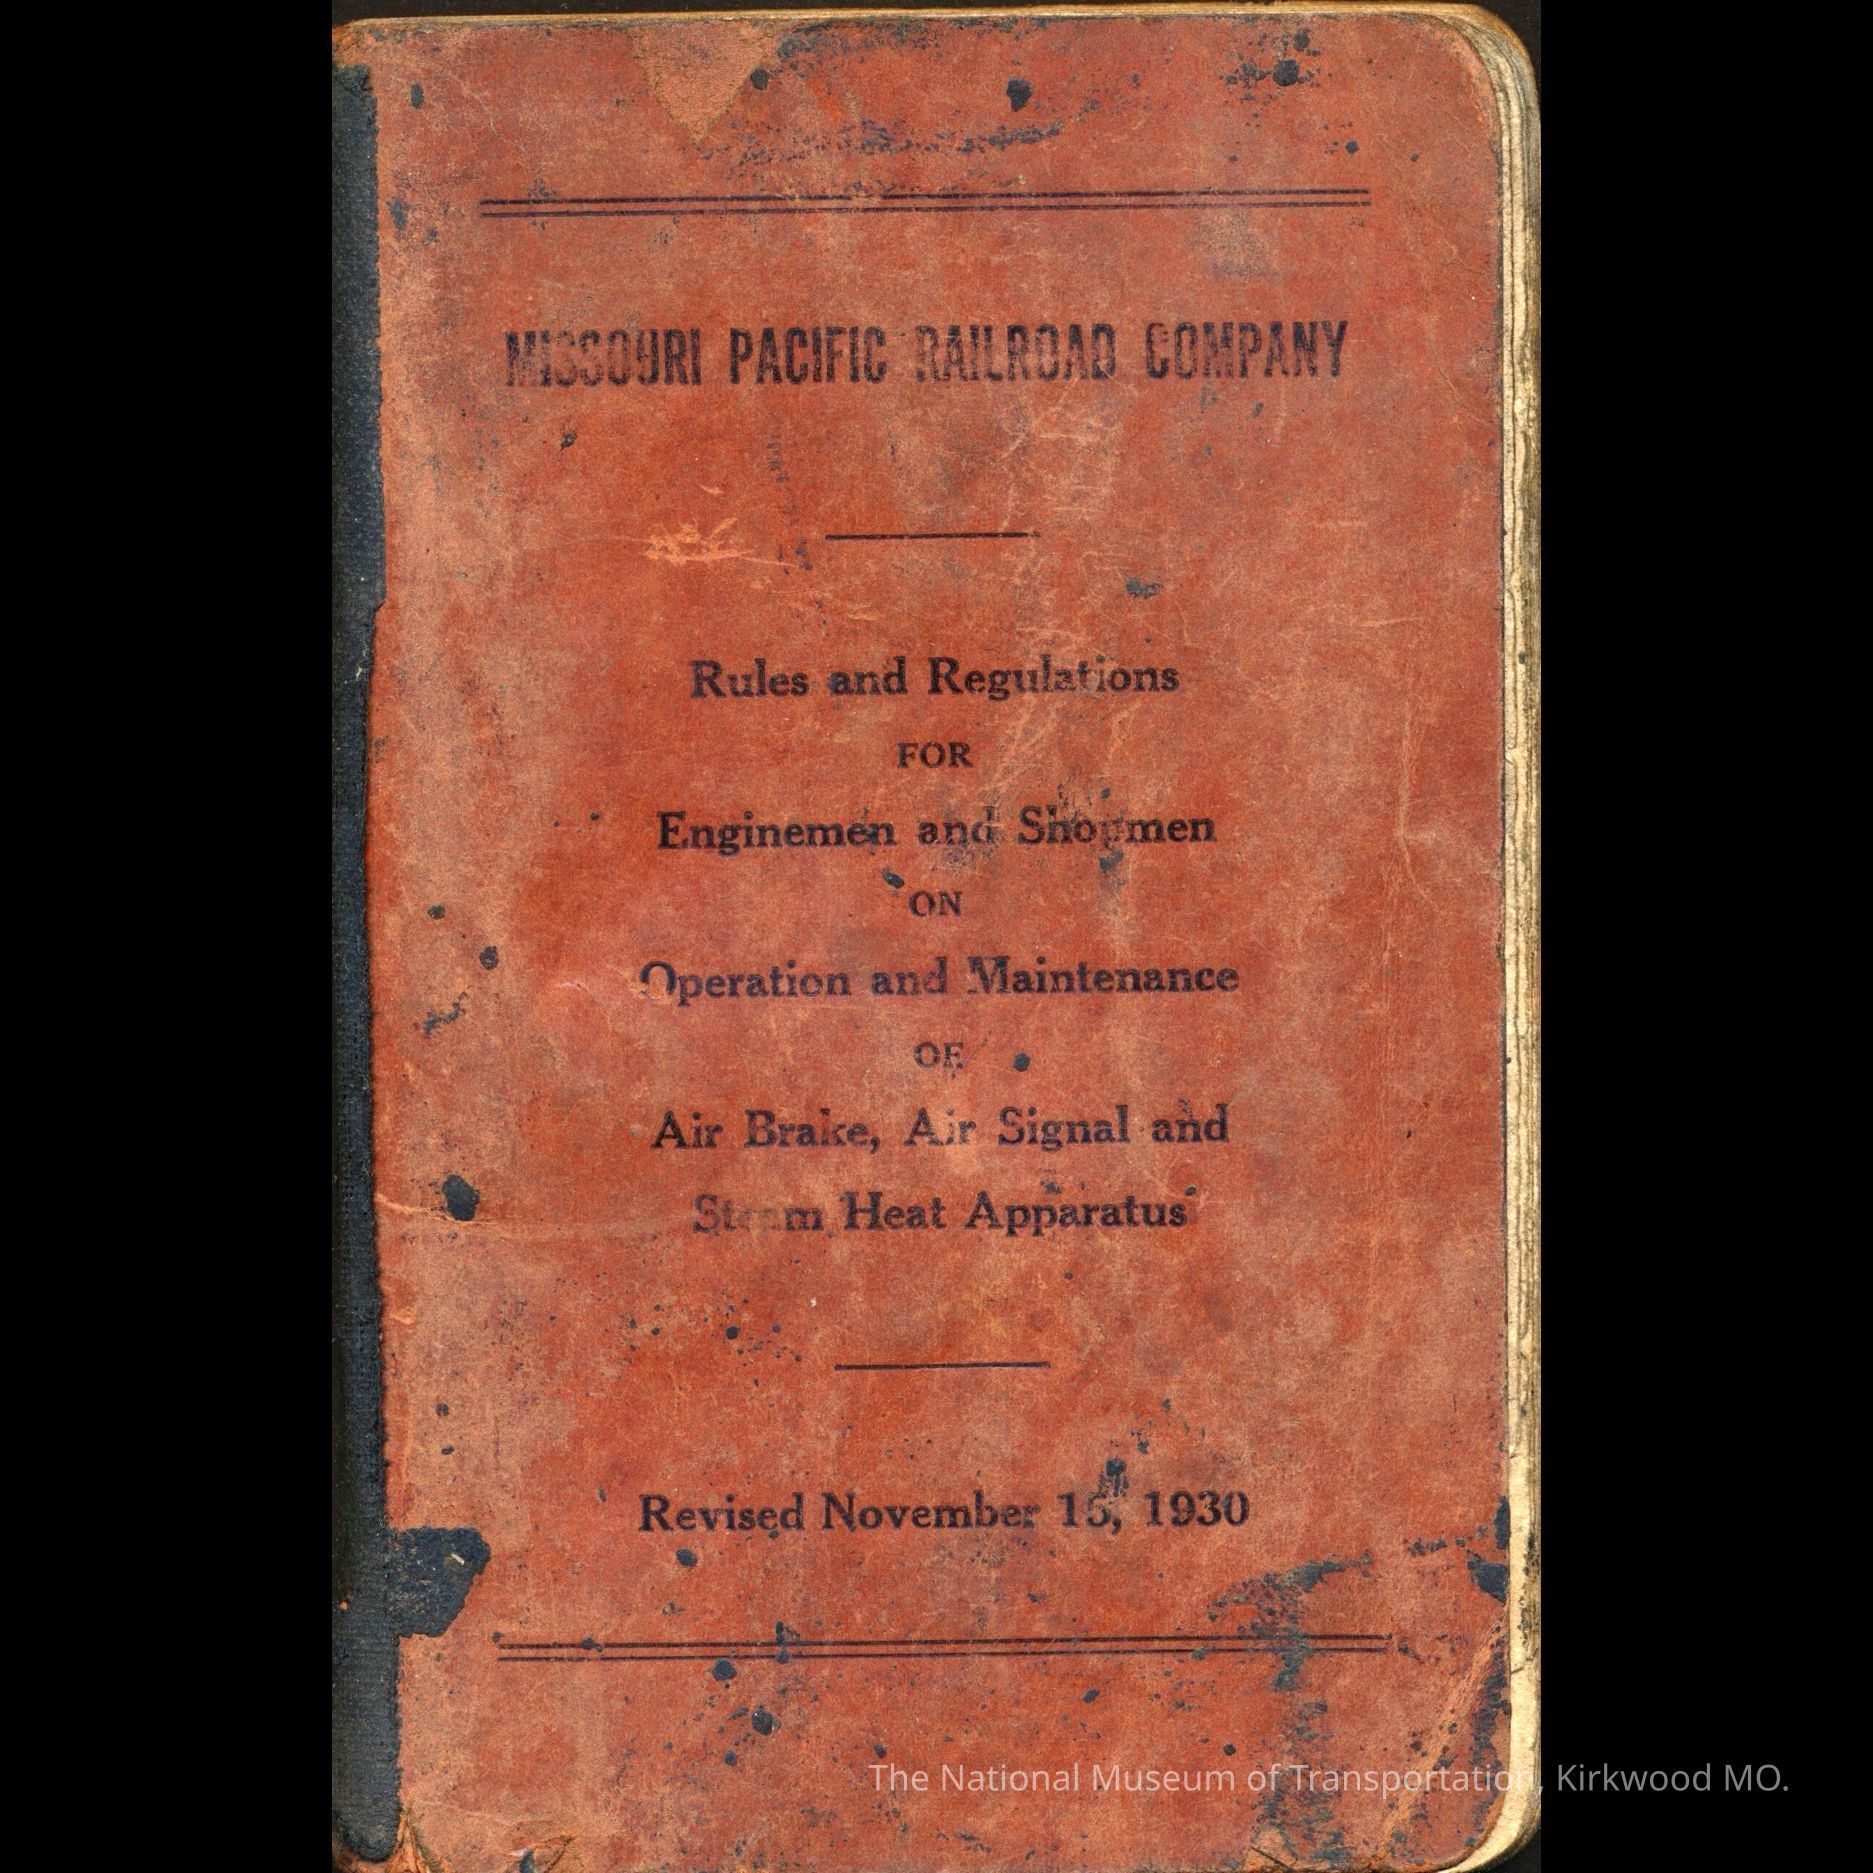 MISSOURI PACIFIC RAILROAD COMPANY
Rules and Regulations
FOR
Enginemen and Shopmen
ON
Operation and Maintenance
OF
Air Brake, Air Signal and
Steam Heat Apparatus
Revised November 15, 1930
The National Museum of Transportation, Kirkwood MO.